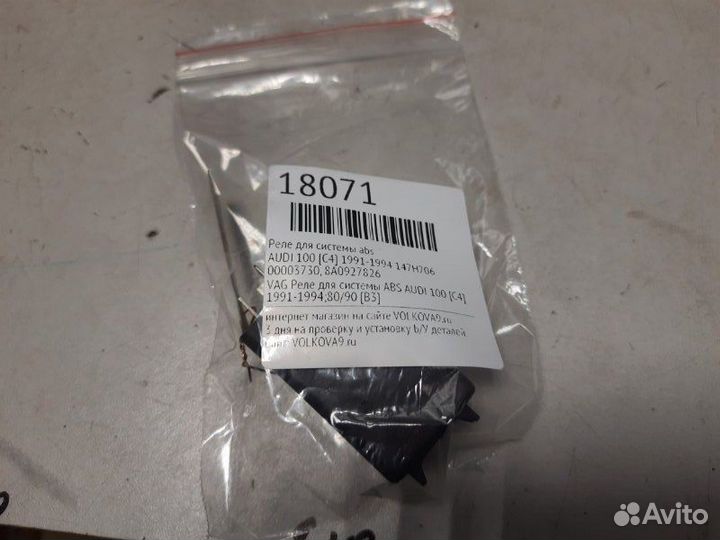 18071
Реле для системы abs
AUDI 100 [C4] 1991-1994 147H706
00003730, 8A0927826
VAG Реле для системы ABS AUDI 100 [C4]
1991-1994;80/90 [B3]
интернет магазин на сайте VOLKOVA9.ru
3 дня на проверку и установку b/У деталей.
VOLKOVA9.ru
Avito